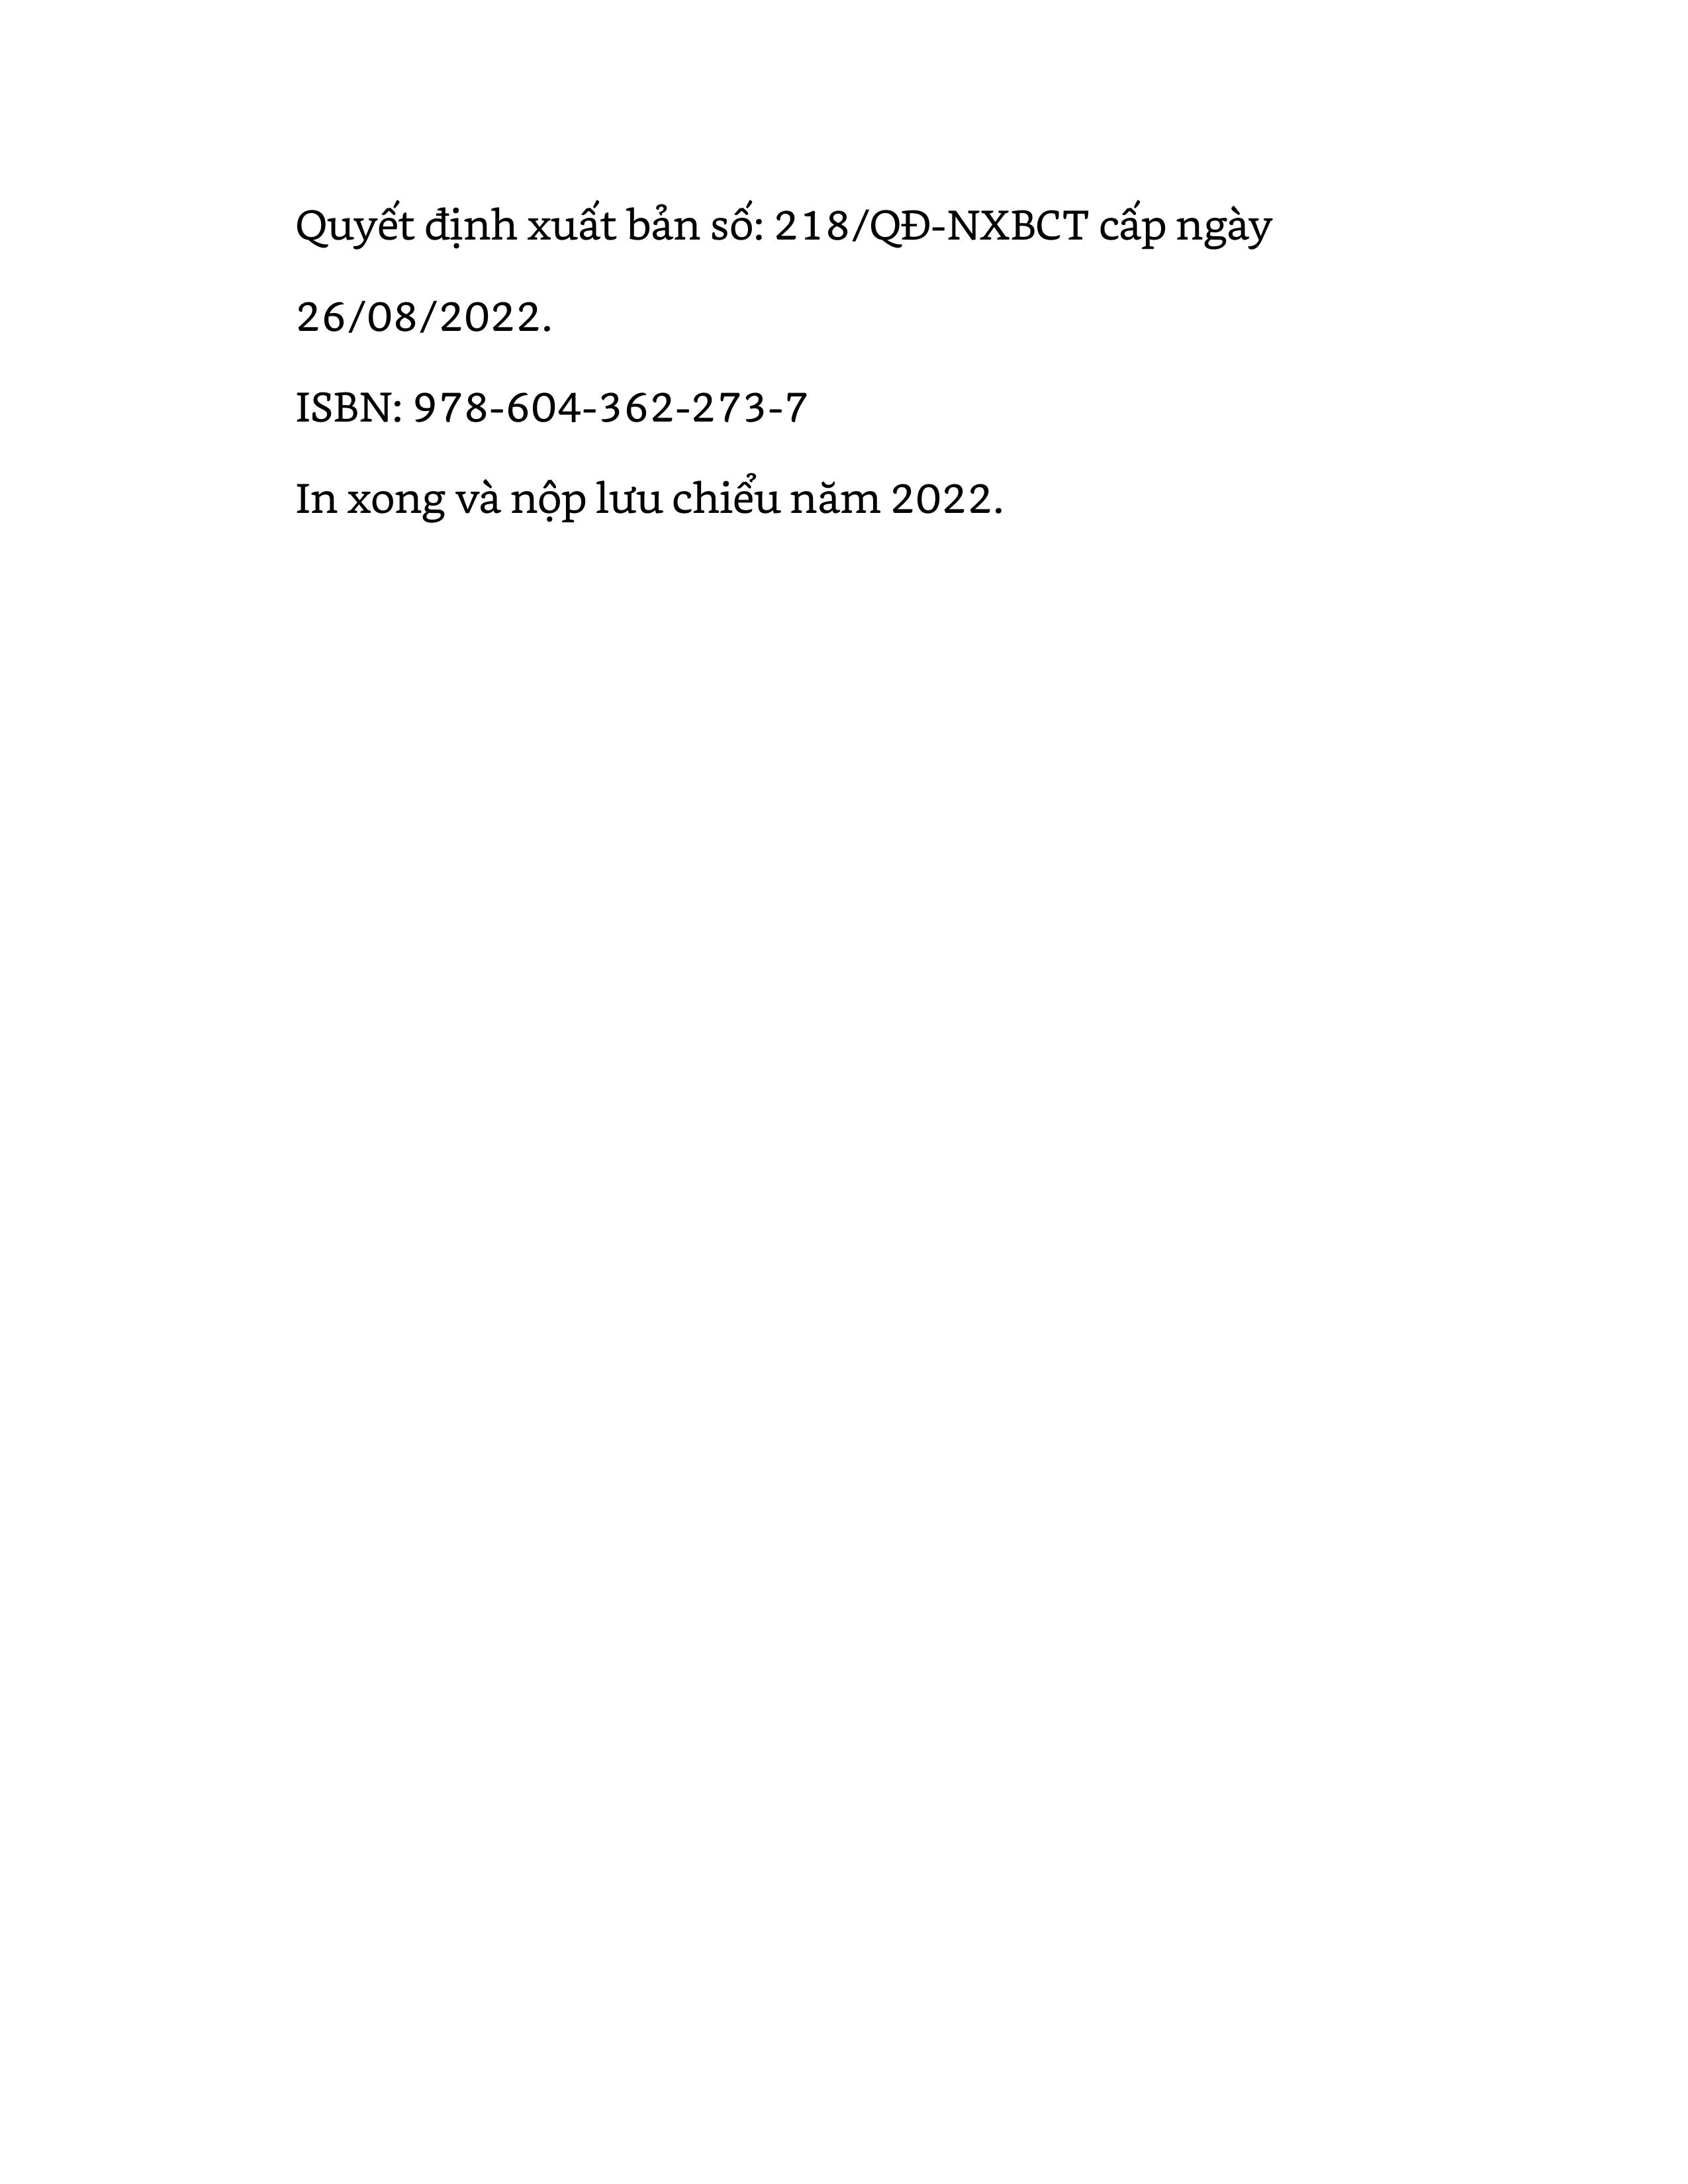 Quyết định xuất bản số: 218/QĐ-NXBCT cấp ngày
26/08/2022.
ISBN: 978-604-362-273-7
In xong và nộp lưu chiểu năm 2022.